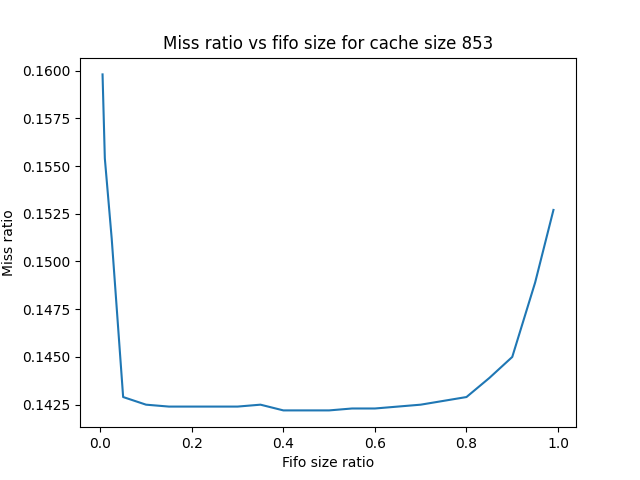 Miss ratio vs fifo size for cache size 853
0.1600
0.1575
0.1550
0.1525
0.1500
0.1475
0.1450
0.1425
Miss ratio
0.0 0.2 0.4 0.6 0.8 1.0
Fifo size ratio